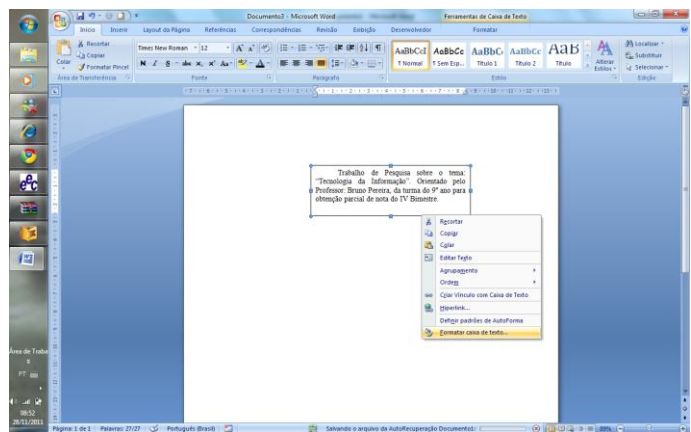 Documento3 - Microsoft Word
Ferramentas de Caixa de Texto
Início Inserir Layout da Página Referências Correspondências Revisão Exibição Desenvolvedor Formatar
Recortar
Copiar
Formatar Pincel
Colar
Área de Transferência
Times New Roman 12
Fonte
Parágrafo
AaBbCcI AaBbCc AaBbC AaBbCc AaB
¶ Normal ¶ Sem Esp... Título 1 Título 2 Título
Alterar Estilos
Estilo
Localizar
Substituir
Selecionar
Edição
Trabalho de Pesquisa sobre o tema:
“Tecnologia da Informação”. Orientado pelo
Professor: Bruno Pereira, da turma do 9º ano para
obtenção parcial de nota do IV Bimestre.
Recortar
Copiar
Colar
Editar Texto
Agrupamento
Ordem
Criar Vínculo com Caixa de Texto
Hiperlink...
Definir padrões de AutoForma
Formatar caixa de texto...
Área de Traba
PT
08:52
28/11/2011
Página: 1 de 1 Palavras: 27/27 Português (Brasil) Salvando o arquivo da AutoRecuperação Documento3: